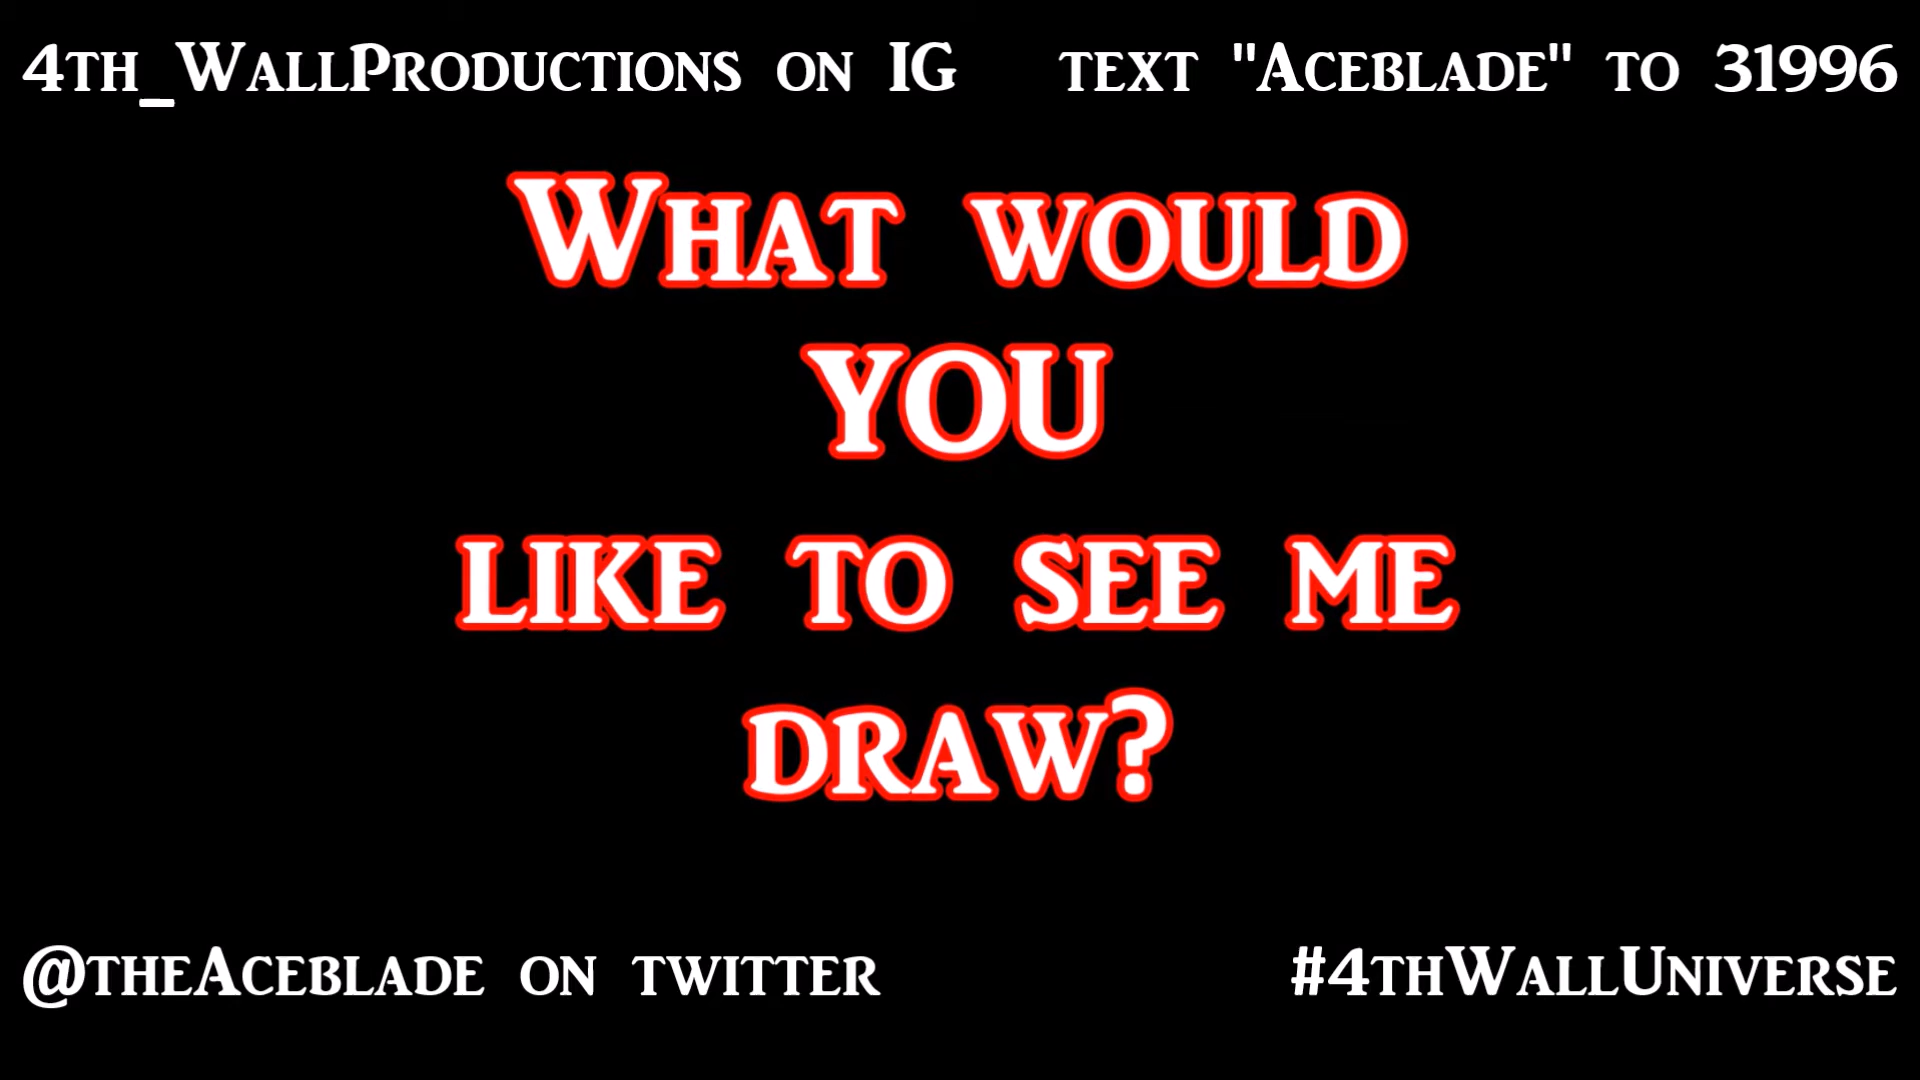 4th_WallProductions on IG
text "Aceblade" to 31996
What would
YOU
like to see me
draw?
@theAceblade on twitter
#4thWallUniverse